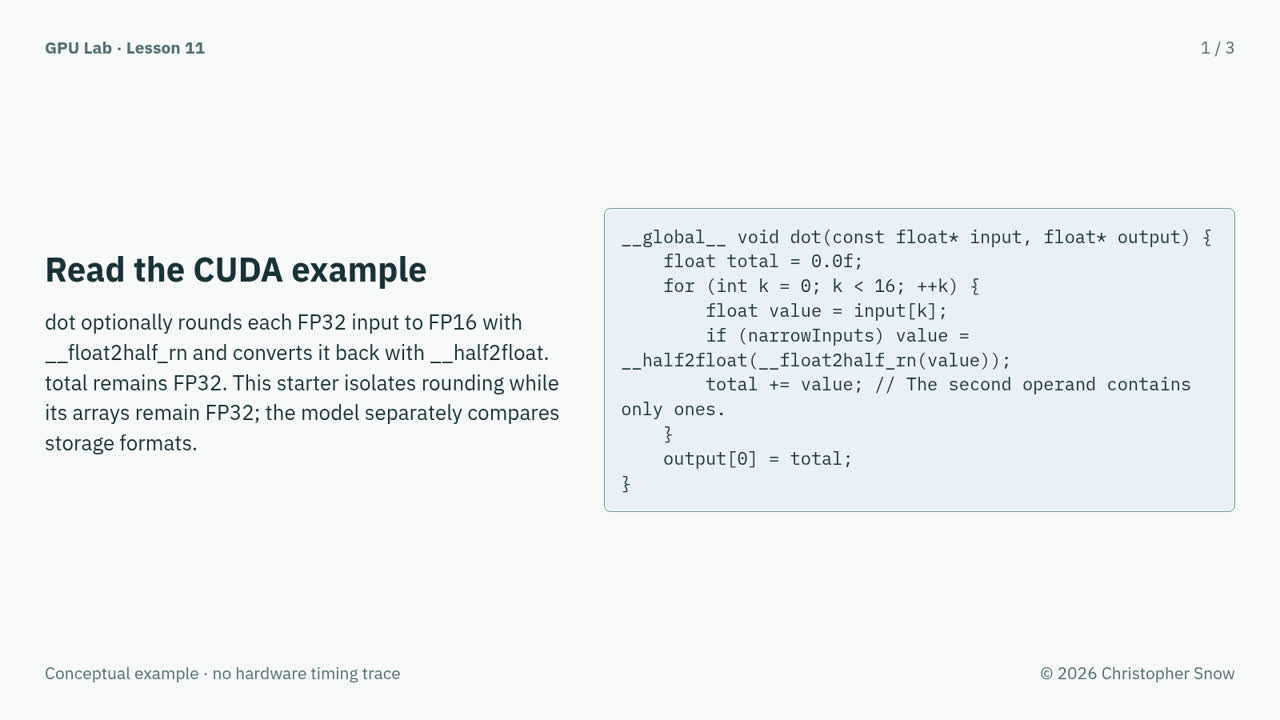 GPU Lab · Lesson 11
1 / 3
Read the CUDA example
dot optionally rounds each FP32 input to FP16 with
__float2half_rn and converts it back with __half2float.
total remains FP32. This starter isolates rounding while
its arrays remain FP32; the model separately compares
storage formats.
__global__ void dot(const float* input, float* output) {
    float total = 0.0f;
    for (int k = 0; k < 16; ++k) {
        float value = input[k];
        if (narrowInputs) value =
__half2float(__float2half_rn(value));
        total += value; // The second operand contains
only ones.
    }
    output[0] = total;
}
Conceptual example · no hardware timing trace
© 2026 Christopher Snow